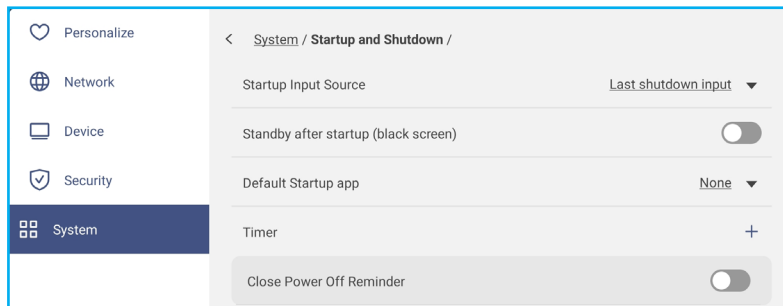 Personalize
Network
Device
Security
System
System / Startup and Shutdown /
Startup Input Source Last shutdown input
Standby after startup (black screen)
Default Startup app None
Timer
Close Power Off Reminder